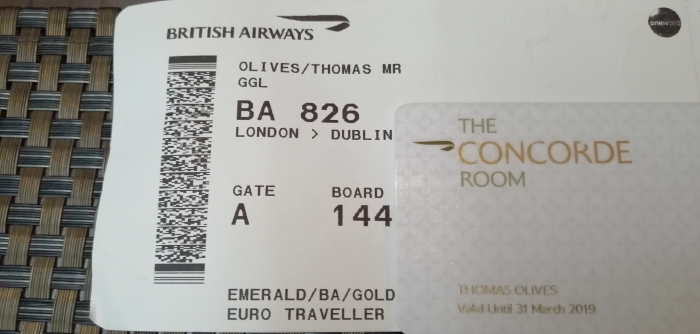 BRITISH AIRWAYS
oneworld
OLIVES/THOMAS MR
GGL
BA 826
LONDON > DUBLIN
GATE
BOARD
A
144
EMERALD/BA/GOLD
EURO TRAVELLER
THE
CONCORDE
ROOM
THOMAS OLIVES
Valid Until 31 March 2019